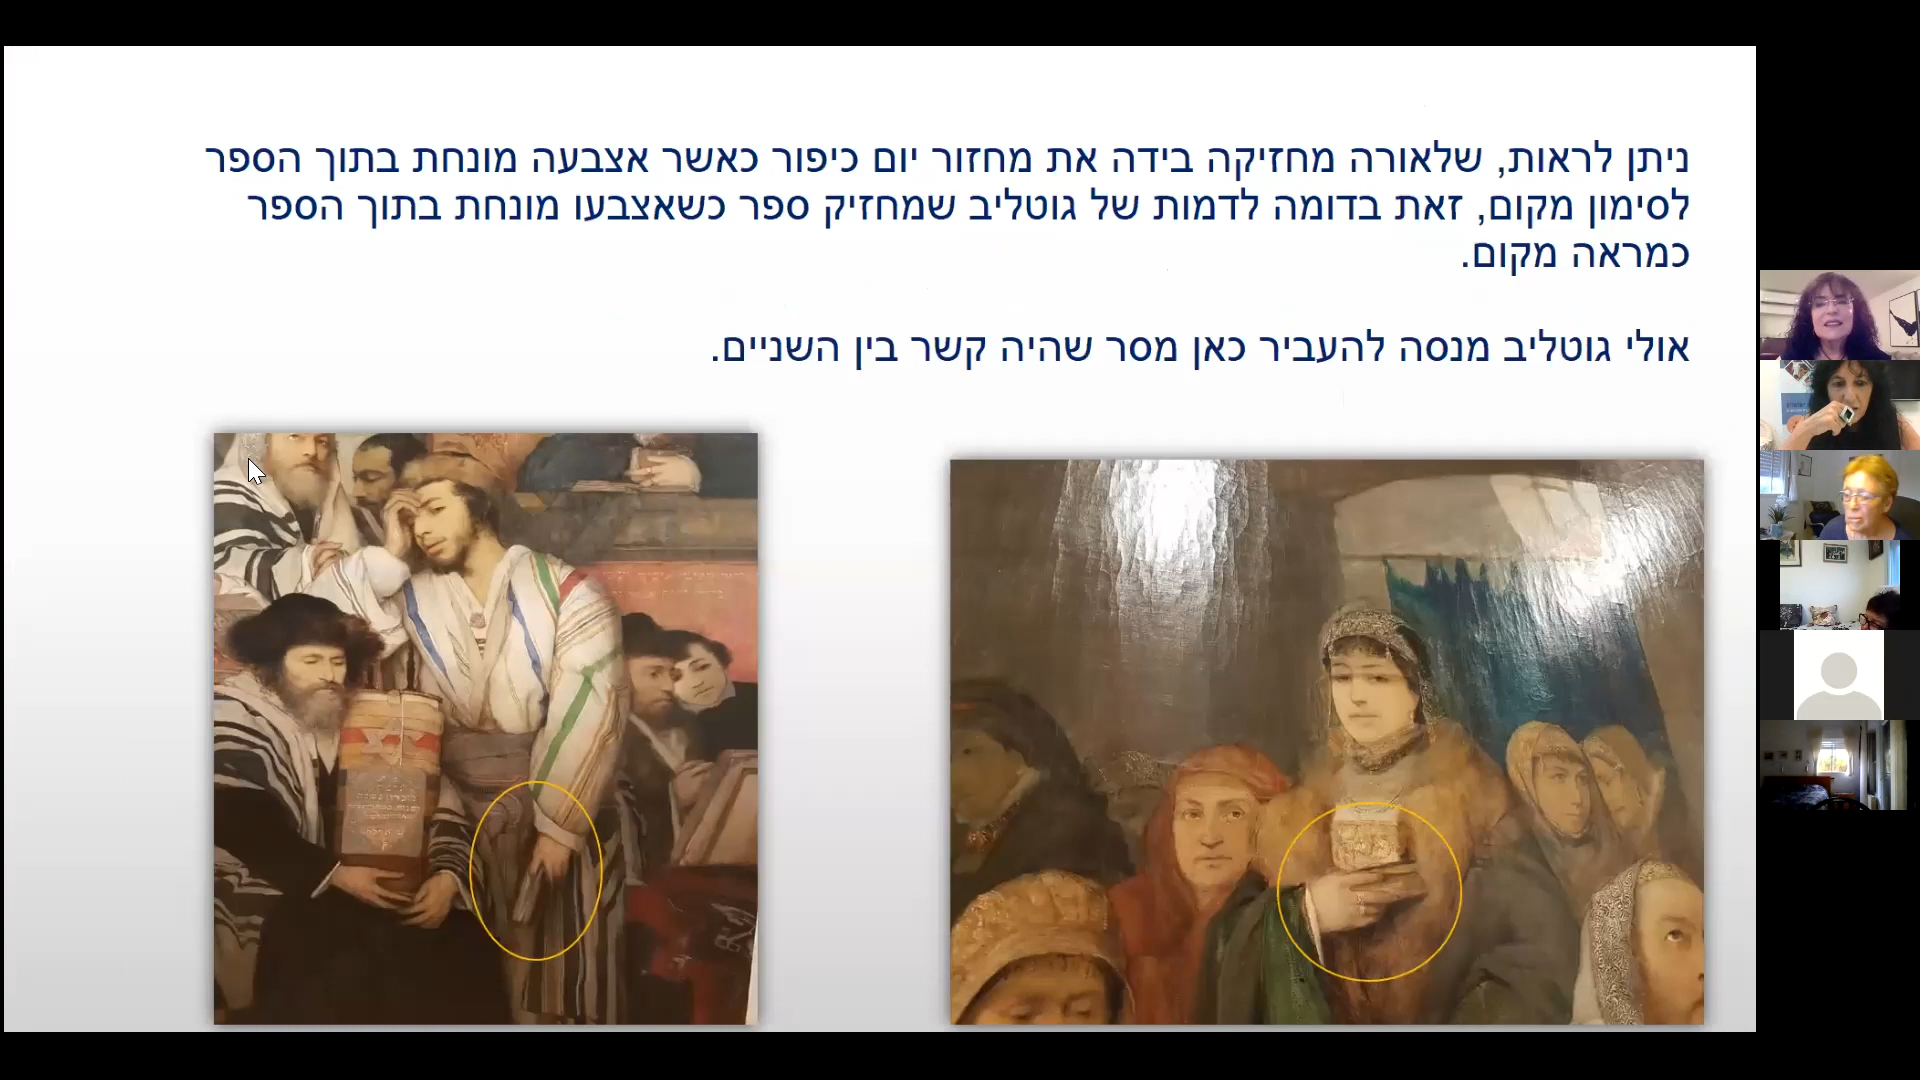 ניתן לראות, שלאורה מחזיקה בידה את מחזור יום כיפור כאשר אצבעה מונחת בתוך הספר
לסימון מקום, זאת בדומה לדמות של גוטליב שמחזיק ספר כשאצבעו מונחת בתוך הספר
כמראה מקום.
אולי גוטליב מנסה להעביר כאן מסר שהיה קשר בין השניים.